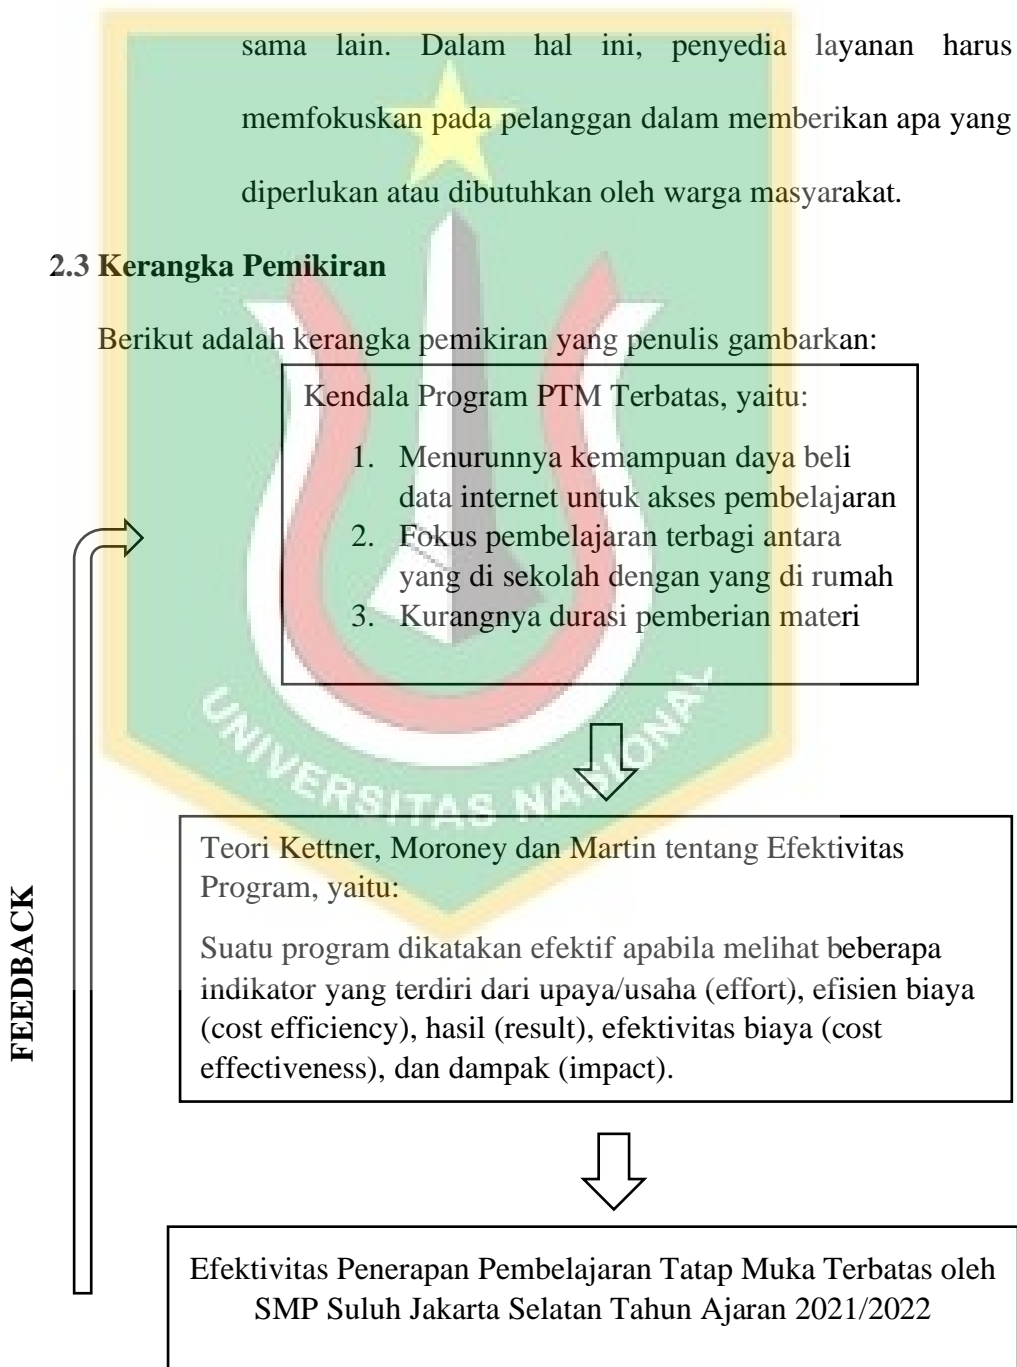 sama lain. Dalam hal ini, penyedia layanan harus
memfokuskan pada pelanggan dalam memberikan apa yang
diperlukan atau dibutuhkan oleh warga masyarakat.
2.3 Kerangka Pemikiran
Berikut adalah kerangka pemikiran yang penulis gambarkan:
Kendala Program PTM Terbatas, yaitu:
1. Menurunnya kemampuan daya beli
data internet untuk akses pembelajaran
2. Fokus pembelajaran terbagi antara
yang di sekolah dengan yang di rumah
3. Kurangnya durasi pemberian materi
UNIVERSITAS NASIONAL
Teori Kettner, Moroney dan Martin tentang Efektivitas
Program, yaitu:
Suatu program dikatakan efektif apabila melihat beberapa
indikator yang terdiri dari upaya/usaha (effort), efisien biaya
(cost efficiency), hasil (result), efektivitas biaya (cost
effectiveness), dan dampak (impact).
FEEDBACK
Efektivitas Penerapan Pembelajaran Tatap Muka Terbatas oleh
SMP Suluh Jakarta Selatan Tahun Ajaran 2021/2022